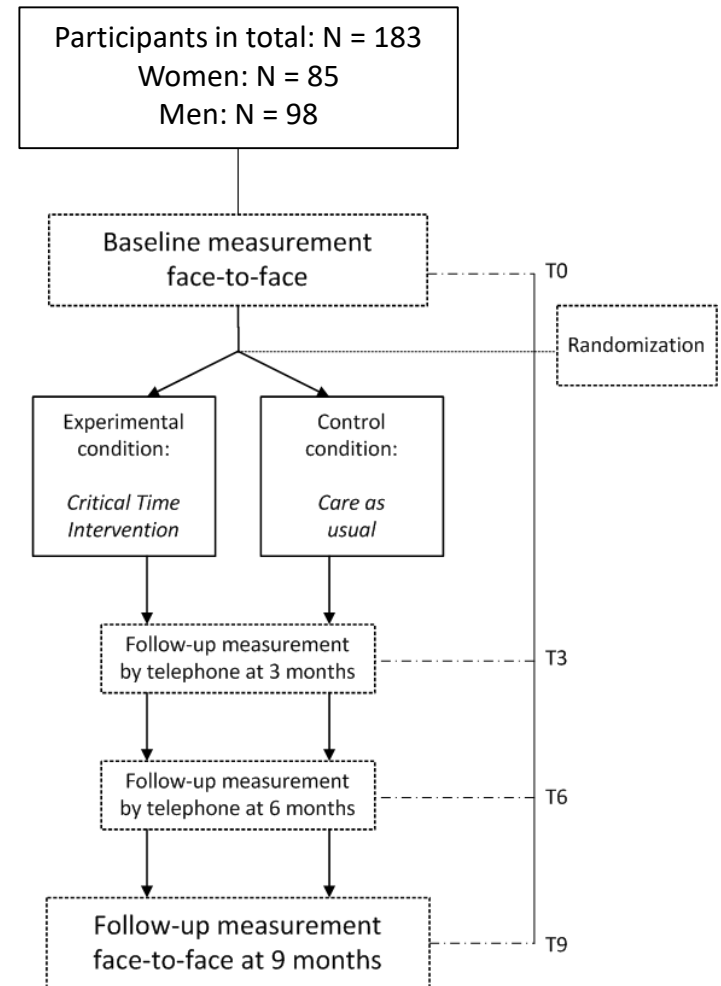 Participants in total: N = 183
Women: N = 85
Men: N = 98
Baseline measurement
face-to-face
T0
Randomization
Experimental
condition:
Critical Time
Intervention
Control
condition:
Care as
usual
Follow-up measurement
by telephone at 3 months
T3
Follow-up measurement
by telephone at 6 months
T6
Follow-up measurement
face-to-face at 9 months
T9